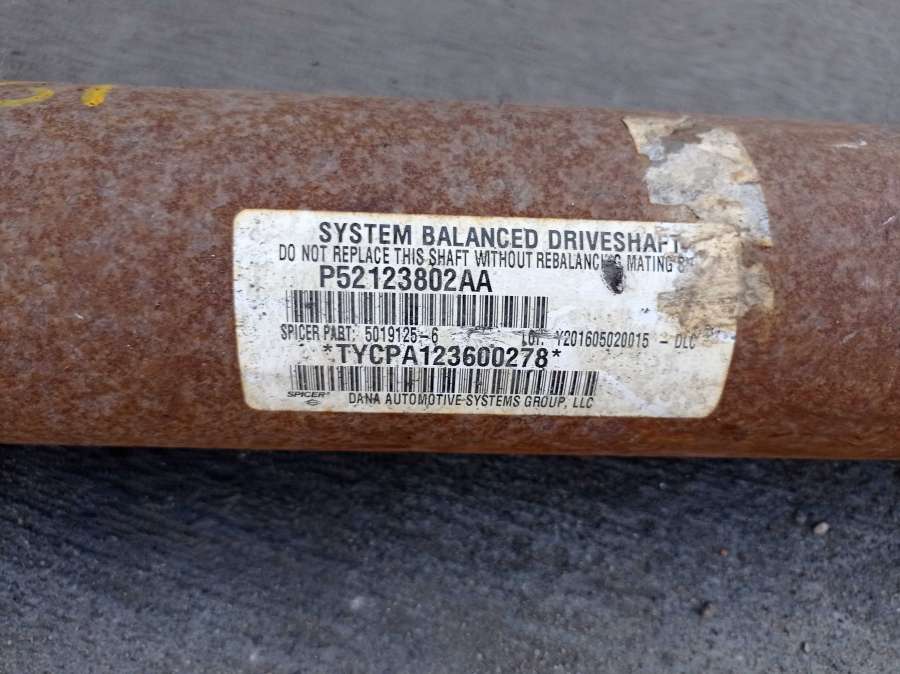 SYSTEM BALANCED DRIVESHAFT
DO NOT REPLACE THIS SHAFT WITHOUT REBALANCING MATING
P52123802AA
SPICER PART: 5019125-6 LOT: Y201605020015 - DLC
*TYCPA123600278*
SPICER®
DANA AUTOMOTIVE SYSTEMS GROUP, LLC